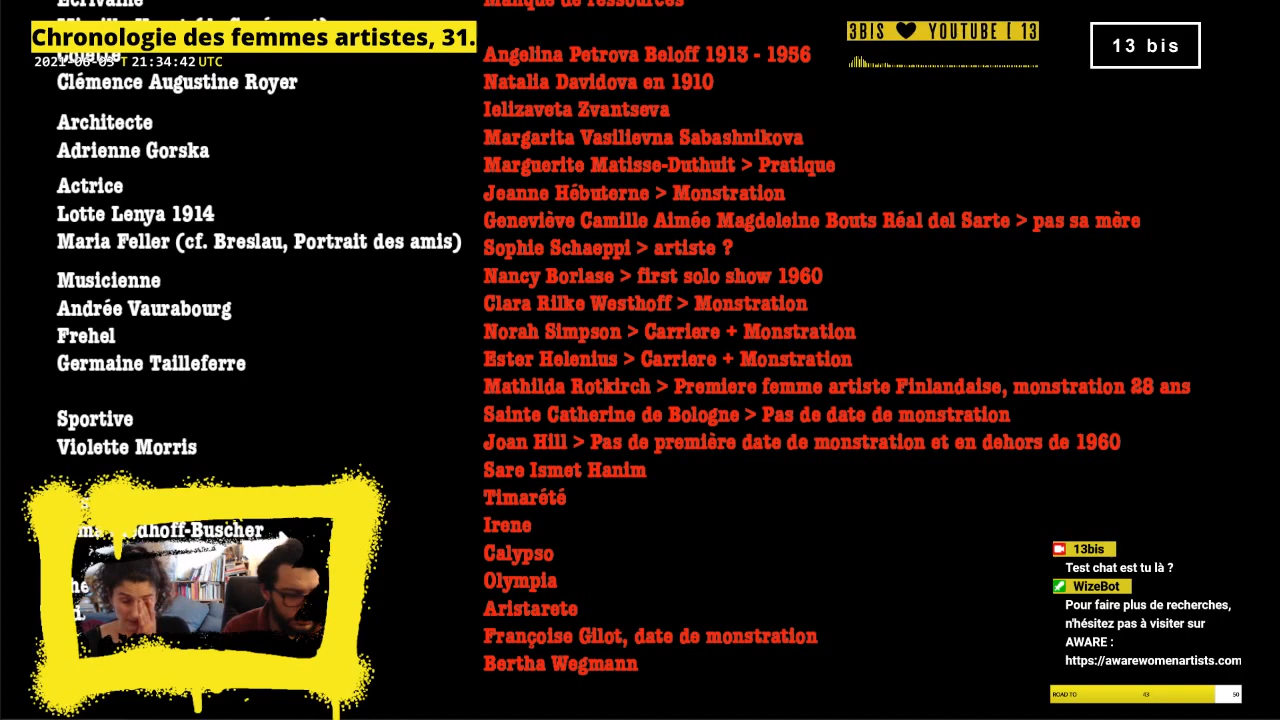 Chronologie des femmes artistes, 31.
T 21:34:42 UTC
Clémence Augustine Royer
Architecte
Adrienne Gorska
Actrice
Lotte Lenya 1914
Maria Feller (cf. Breslau, Portrait des amis)
Musicienne
Andrée Vaurabourg
Frehel
Germaine Tailleferre
Sportive
Violette Morris
Manque de ressources
Angelina Petrova Beloff 1913 - 1956
Natalia Davidova en 1910
Ielizaveta Zvantseva
Margarita Vasilievna Sabashnikova
Marguerite Matisse-Duthuit > Pratique
Jeanne Hébuterne > Monstration
Geneviève Camille Aimée Magdeleine Bouts Réal del Sarte > pas sa mère
Sophie Schaeppi > artiste ?
Nancy Borlase > first solo show 1960
Clara Rilke Westhoff > Monstration
Norah Simpson > Carriere + Monstration
Ester Helenius > Carriere + Monstration
Mathilda Rotkirch > Premiere femme artiste Finlandaise, monstration 28 ans
Sainte Catherine de Bologne > Pas de date de monstration
Joan Hill > Pas de première date de monstration et en dehors de 1960
Sare Ismet Hanim
Timarété
Irene
Calypso
Olympia
Aristarete
Françoise Gilot, date de monstration
Bertha Wegmann
3BIS ♥ YOUTUBE [ 13
13 bis
13bis
Test chat est tu là ?
WizeBot
Pour faire plus de recherches,
n'hésitez pas à visiter sur
AWARE :
https://awarewomenartists.com
ROAD TO 43 50